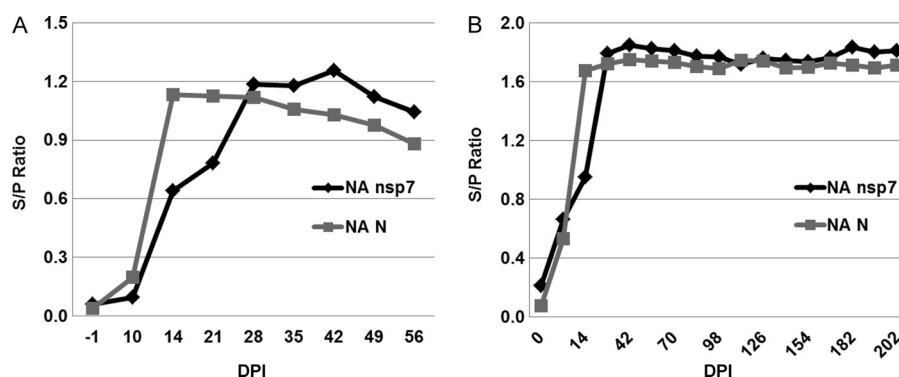 A
1.5
1.2
0.9
0.6
0.3
0.0
S/P Ratio
NA nsp7
NA N
-1 10 14 21 28 35 42 49 56
DPI
B
2.0
1.6
1.2
0.8
0.4
0.0
S/P Ratio
NA nsp7
NA N
0 14 42 70 98 126 154 182 202
DPI